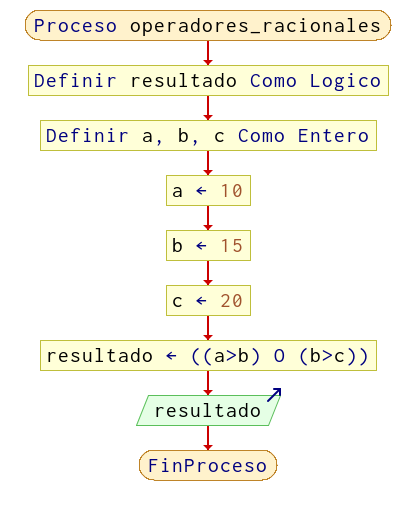 Proceso operadores_racionales
Definir resultado Como Logico
Definir a, b, c Como Entero
a ← 10
b ← 15
c ← 20
resultado ← ((a>b) O (b>c))
resultado
FinProceso